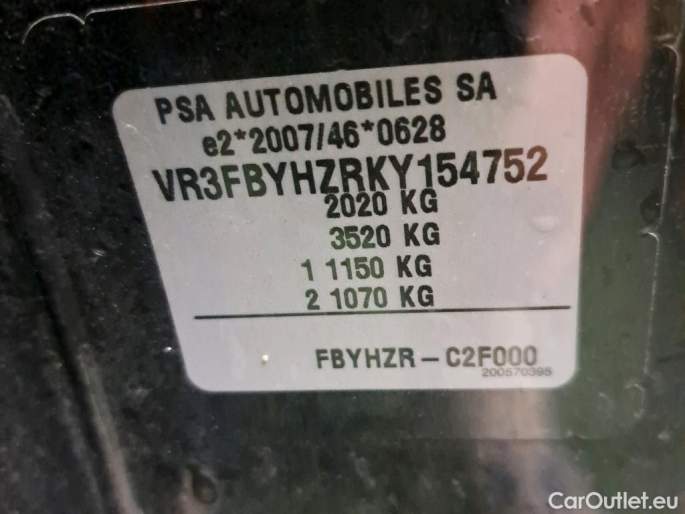 PSA AUTOMOBILES SA
e2*2007/46*0628
VR3FBYHZRKY154752
2020 KG
3520 KG
1 1150 KG
2 1070 KG
FBYHZR – C2F000
200570395
CarOutlet.eu